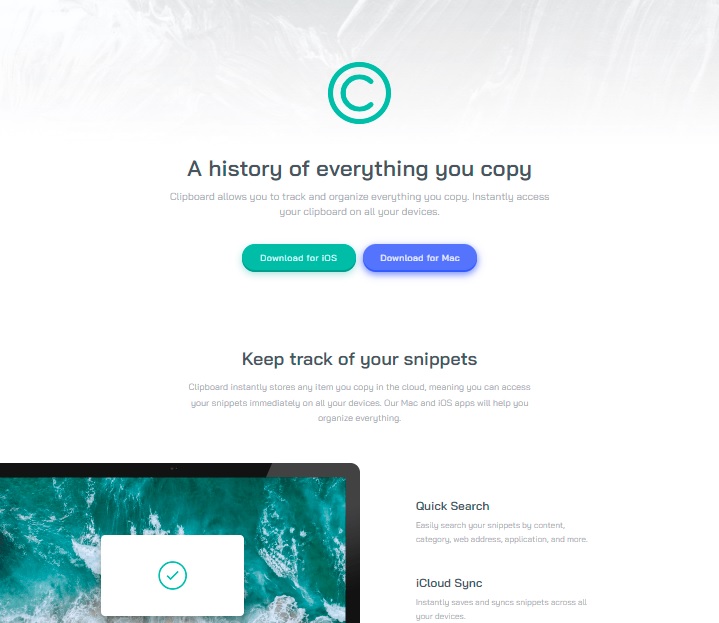 ©
A history of everything you copy
Clipboard allows you to track and organize everything you copy. Instantly access
your clipboard on all your devices.
Download for iOS
Download for Mac
Keep track of your snippets
Clipboard instantly stores any item you copy in the cloud, meaning you can access
your snippets immediately on all your devices. Our Mac and iOS apps will help you
organize everything.
Quick Search
Easily search your snippets by content,
category, web address, application, and more.
iCloud Sync
Instantly saves and syncs snippets across all
your devices.